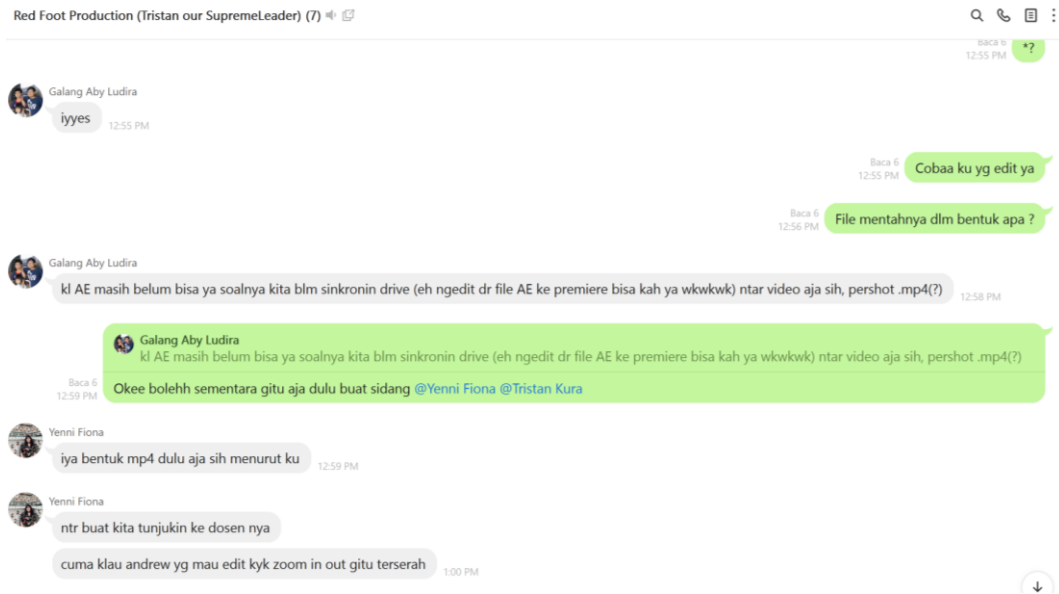 Red Foot Production (Tristan our SupremeLeader) (7)
Baca 6
12:55 PM
*?
Galang Aby Ludira
iyyes
12:55 PM
Baca 6
12:55 PM
Cobaa ku yg edit ya
Baca 6
12:56 PM
File mentahnya dlm bentuk apa ?
Galang Aby Ludira
kl AE masih belum bisa ya soalnya kita blm sinkronin drive (eh ngedit dr file AE ke premiere bisa kah ya wkwkwk) ntar video aja sih, pershot .mp4(?)
12:58 PM
Galang Aby Ludira
kl AE masih belum bisa ya soalnya kita blm sinkronin drive (eh ngedit dr file AE ke premiere bisa kah ya wkwkwk) ntar video aja sih, pershot .mp4(?)
Baca 6
12:59 PM
Okee bolehh sementara gitu aja dulu buat sidang @Yenni Fiona @Tristan Kura
Yenni Fiona
iya bentuk mp4 dulu aja sih menurut ku
12:59 PM
Yenni Fiona
ntr buat kita tunjukin ke dosen nya
cuma klau andrew yg mau edit kyk zoom in out gitu terserah
1:00 PM